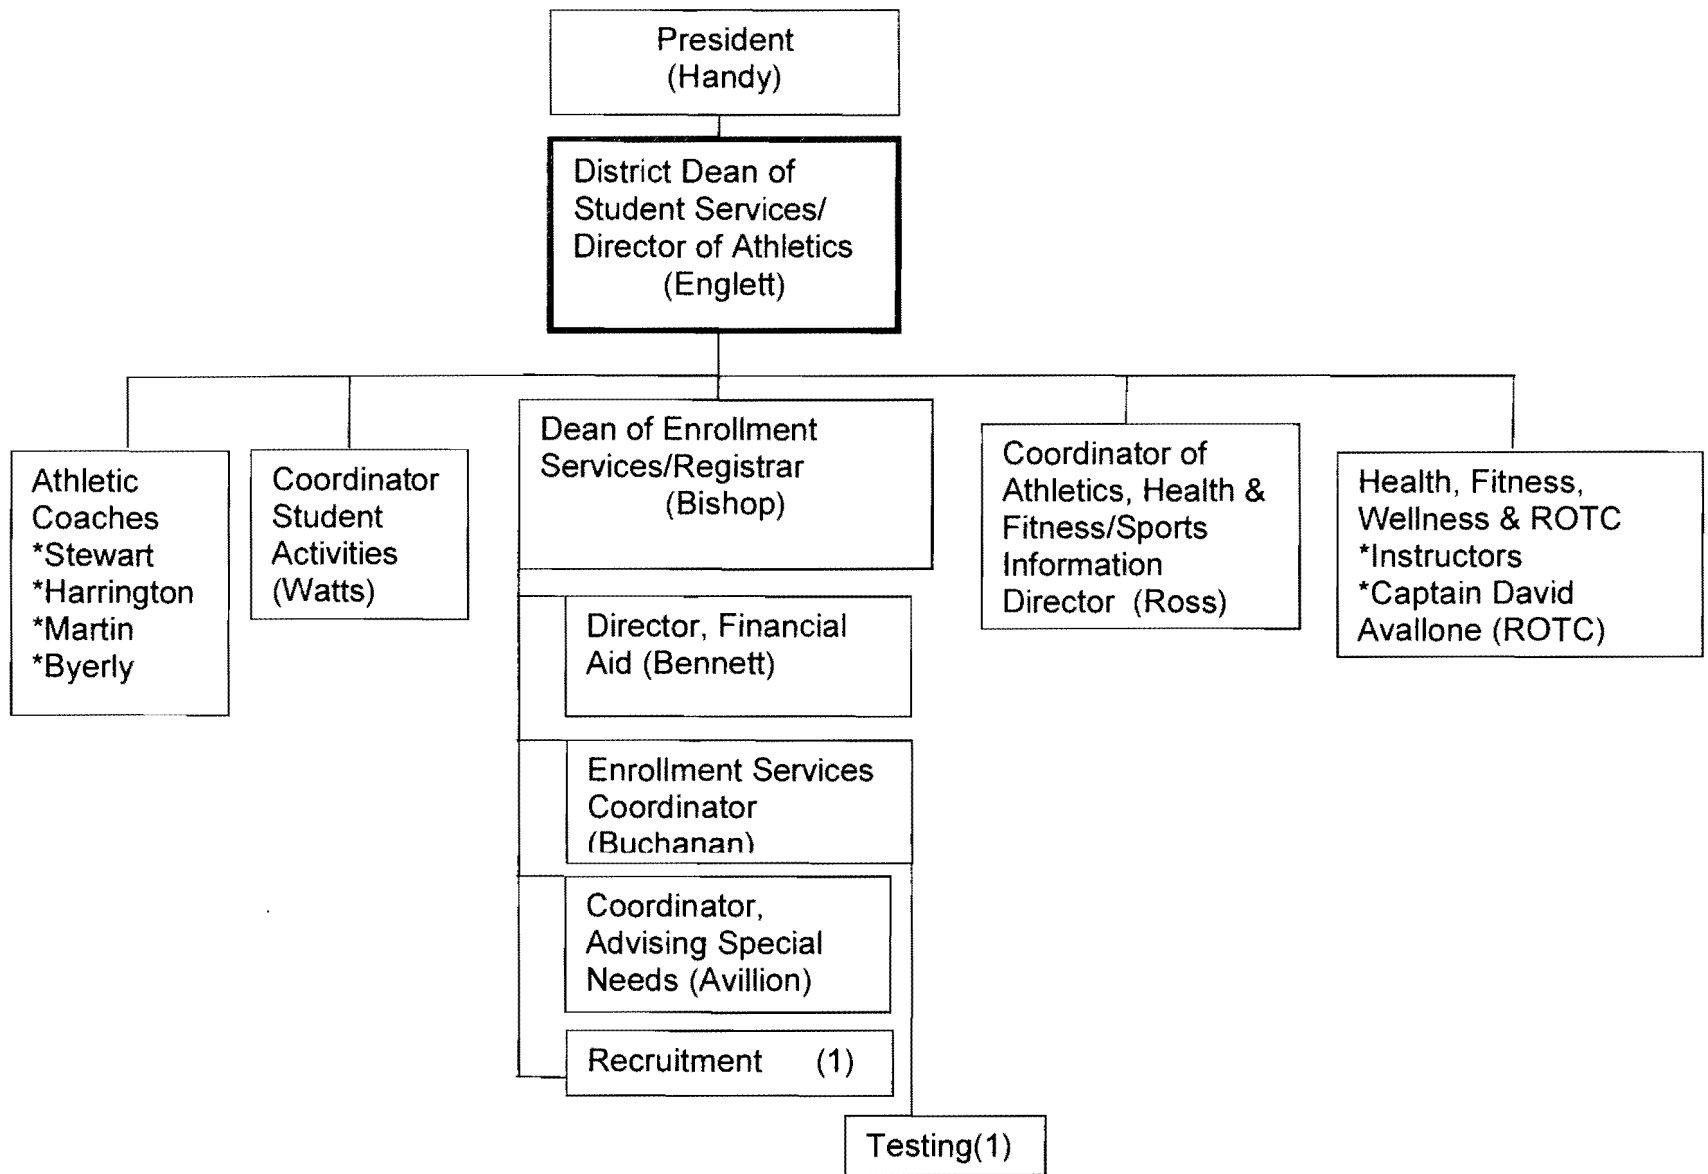 President
(Handy)
District Dean of
Student Services/
Director of Athletics
(Englett)
Athletic
Coaches
*Stewart
*Harrington
*Martin
*Byerly
Coordinator
Student
Activities
(Watts)
Dean of Enrollment
Services/Registrar
(Bishop)
Director, Financial
Aid (Bennett)
Enrollment Services
Coordinator
(Buchanan)
Coordinator,
Advising Special
Needs (Avillion)
Recruitment (1)
Testing(1)
Coordinator of
Athletics, Health &
Fitness/Sports
Information
Director (Ross)
Health, Fitness,
Wellness & ROTC
*Instructors
*Captain David
Avallone (ROTC)